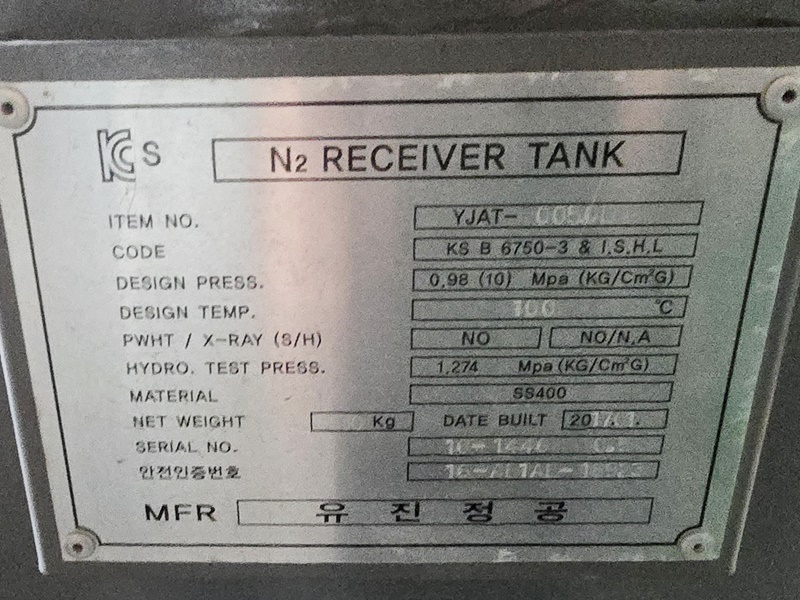 KCS N2 RECEIVER TANK
ITEM NO. YJAT-
CODE KS B 6750-3 & I.S.H.L
DESIGN PRESS. 0.98 (10) Mpa (KG/Cm²G)
DESIGN TEMP. 100 ℃
PWHT / X-RAY (S/H) NO NO/N.A
HYDRO. TEST PRESS. 1.274 Mpa(KG/Cm²G)
MATERIAL SS400
NET WEIGHT Kg DATE BUILT
SERIAL NO.
안전인증번호
MFR 유진정공